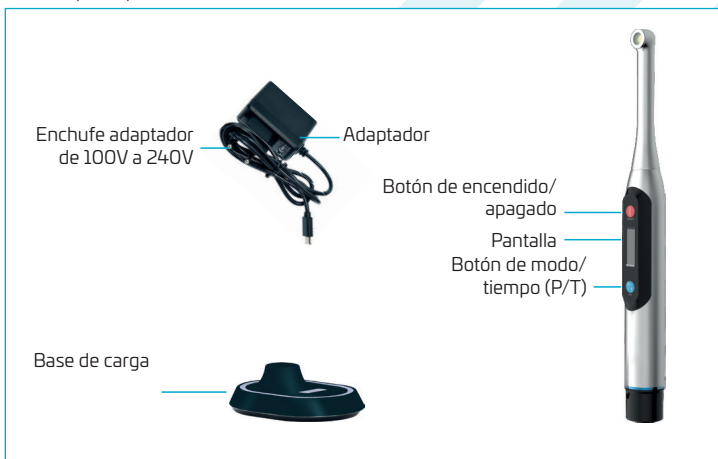 Enchufe adaptador
de 100V a 240V
Adaptador
Botón de encendido/
apagado
Pantalla
Botón de modo/
tiempo (P/T)
Base de carga